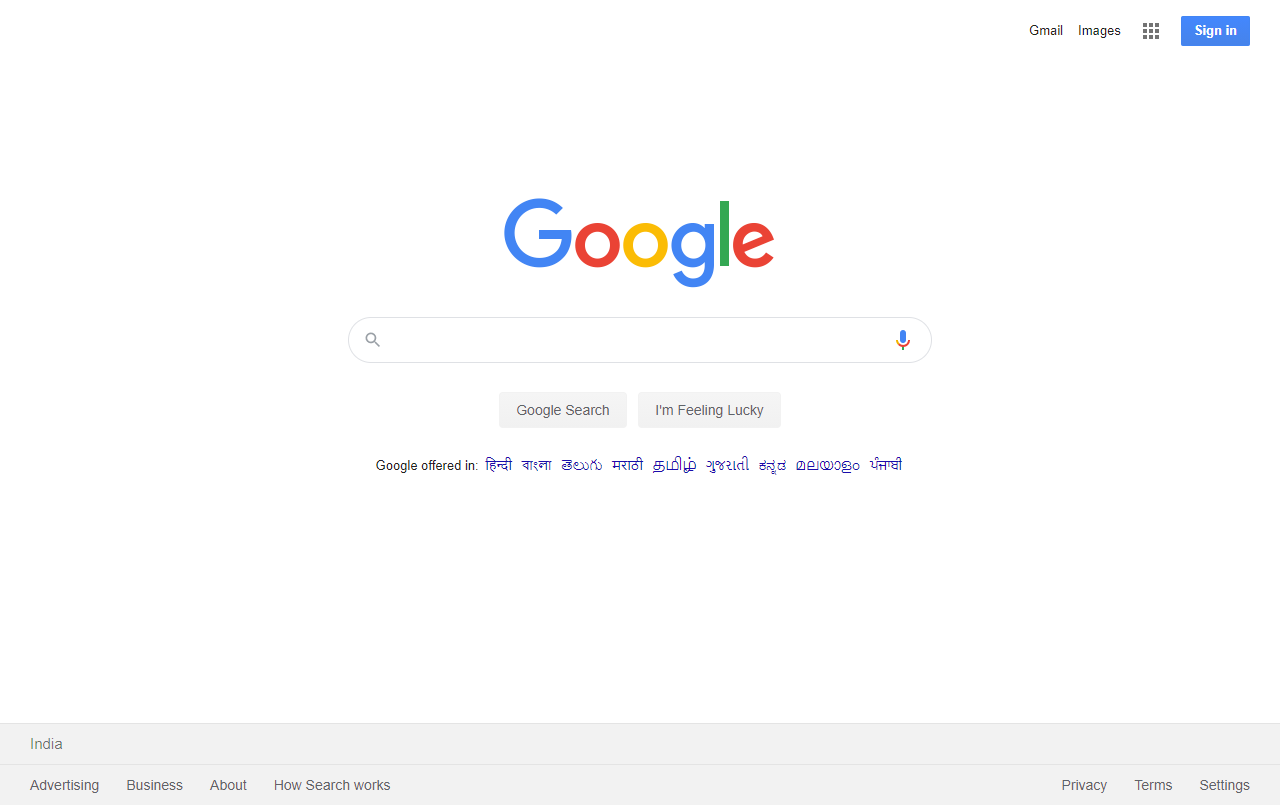 Gmail Images Sign in
Google
Google Search I'm Feeling Lucky
Google offered in: हिन्दी বাংলা తెలుగు मराठी தமிழ் ગુજરાતી ಕನ್ನಡ മലയാളം ਪੰਜਾਬੀ
India
Advertising Business About How Search works Privacy Terms Settings